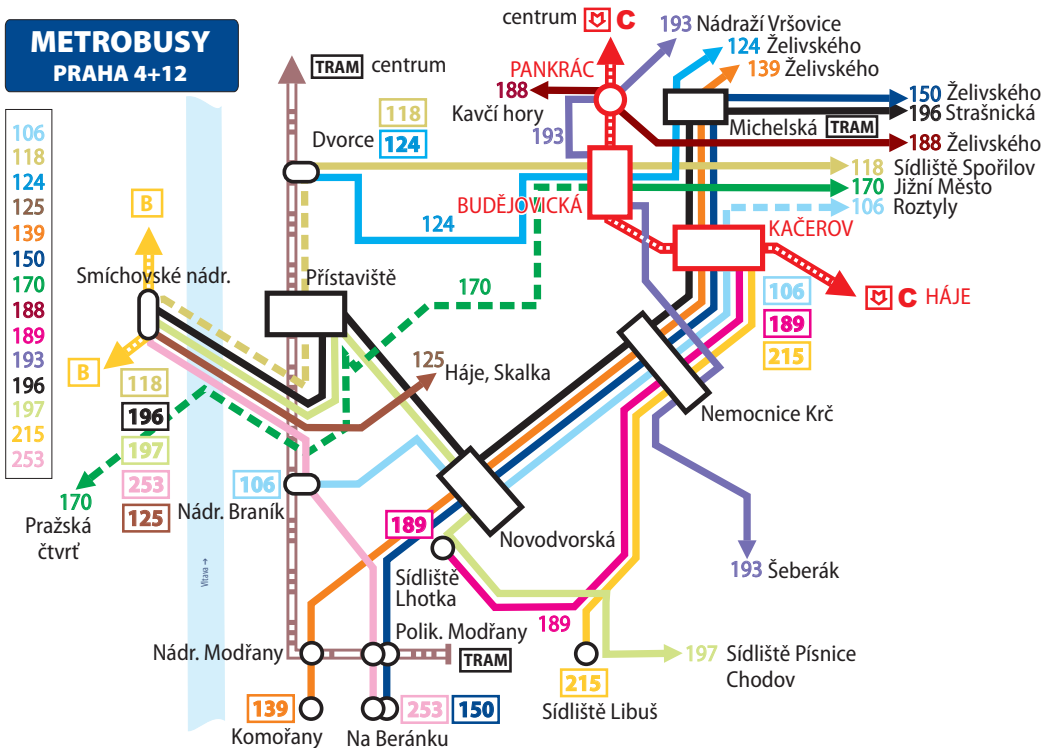 METROBUSY
PRAHA 4+12
106
118
124
125
139
150
170
188
189
193
196
197
215
253
centrum C
193 Nádraží Vršovice
124 Želivského
139 Želivského
PANKRÁC
188
Kavčí hory
193
150 Želivského
196 Strašnická
Michelská TRAM
188 Želivského
118 Sídliště Spořilov
170 Jižní Město
106 Roztyly
TRAM centrum
118
Dvorce 124
BUDĚJOVICKÁ
124
KAČEROV
C HÁJE
106
189
215
B
Smíchovské nádr.
Přístaviště
170
B
125
Háje, Skalka
118
196
197
253
125
170
Pražská
čtvrť
Nádr. Braník
106
Nemocnice Krč
189
Novodvorská
Sídliště
Lhotka
193 Šeberák
189
Vltava →
Nádr. Modřany
Polik. Modřany
TRAM
197 Sídliště Písnice
Chodov
215
Sídliště Libuš
139
Komořany
253 150
Na Beránku